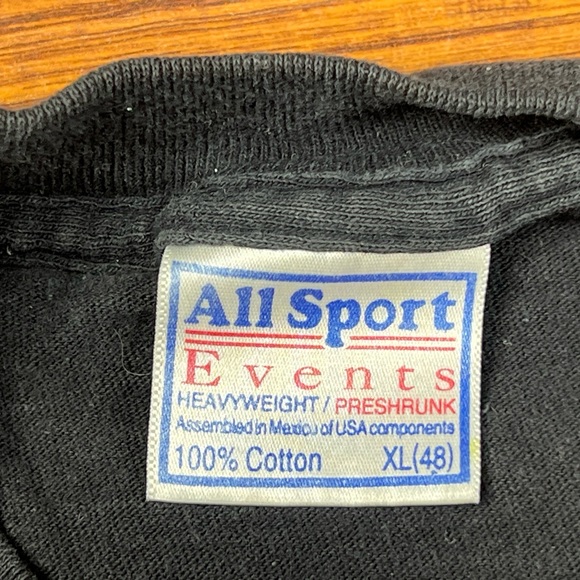 All Sport
Events
HEAVYWEIGHT / PRESHRUNK
Assembled in Mexico of USA components
100% Cotton XL(48)